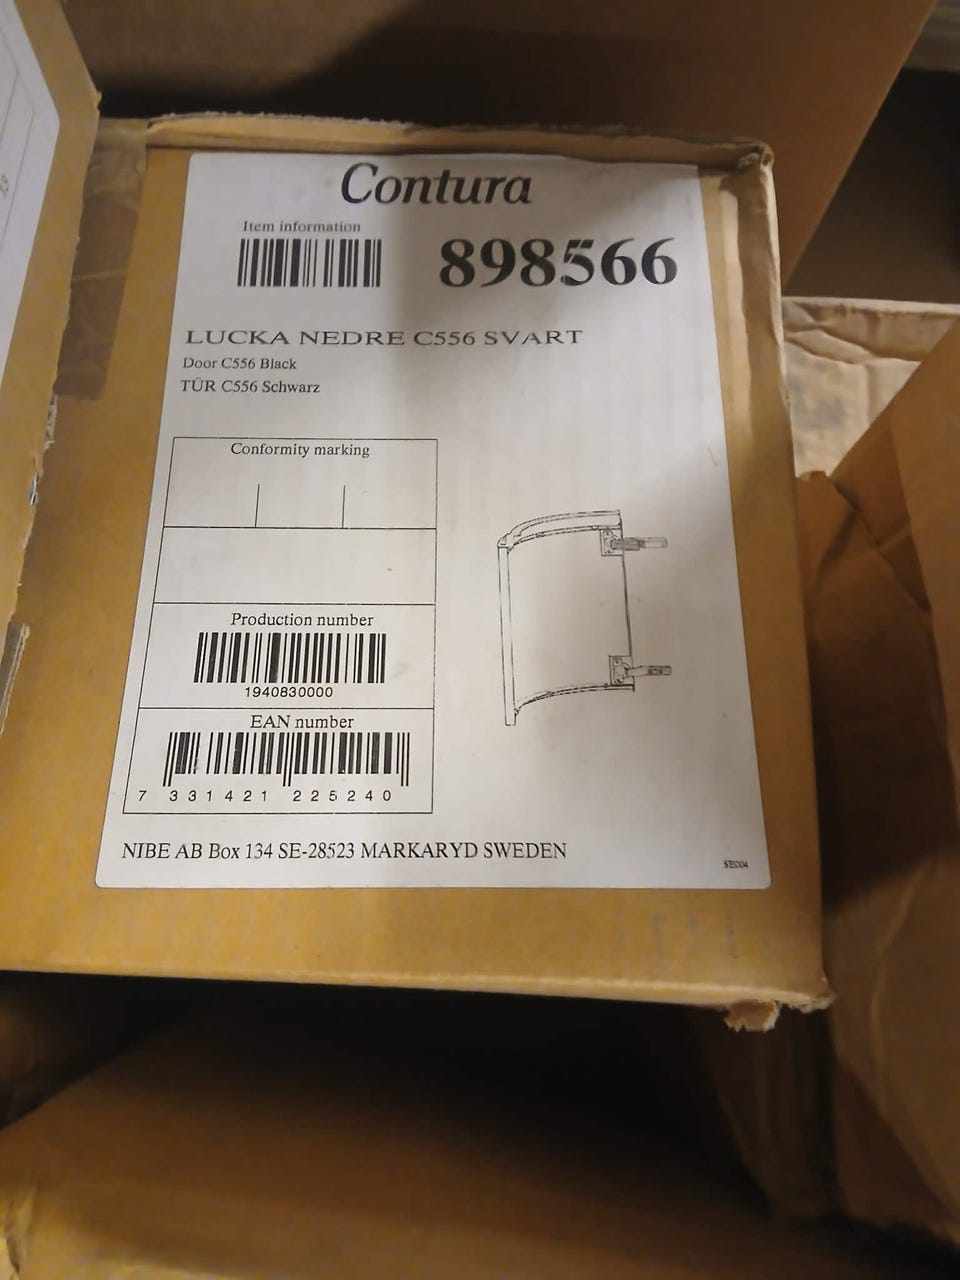 Contura
Item information
898566
LUCKA NEDRE C556 SVART
Door C556 Black
TÜR C556 Schwarz
Conformity marking
Production number
1940830000
EAN number
7 331421 225240
NIBE AB Box 134 SE-28523 MARKARYD SWEDEN
SE004